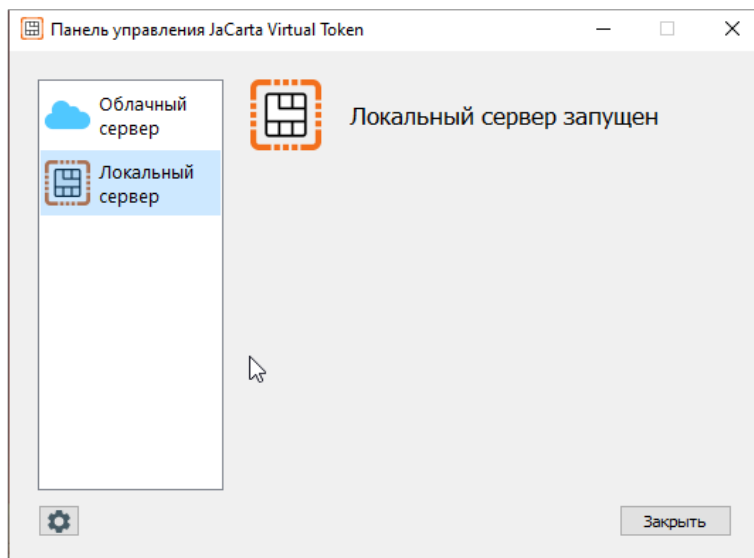 Панель управления JaCarta Virtual Token
Облачный
сервер
Локальный
сервер
Локальный сервер запущен
Закрыть